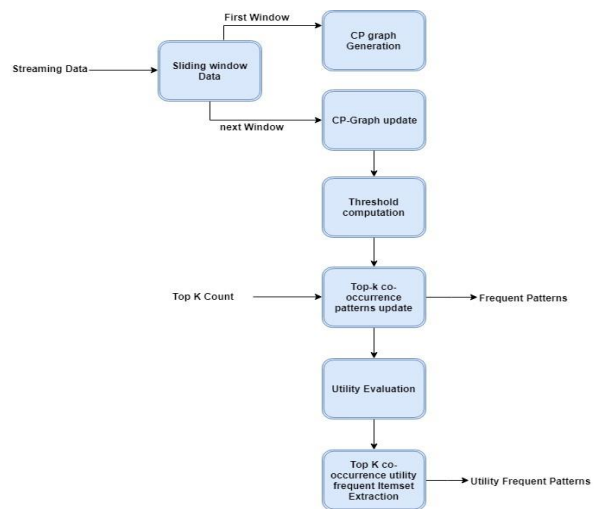 First Window
CP graph
Generation
Streaming Data
Sliding window
Data
next Window
CP-Graph update
Threshold
computation
Top K Count
Top-k co-
occurrence
patterns update
Frequent Patterns
Utility Evaluation
Top K co-
occurrence utility
frequent Itemset
Extraction
Utility Frequent Patterns